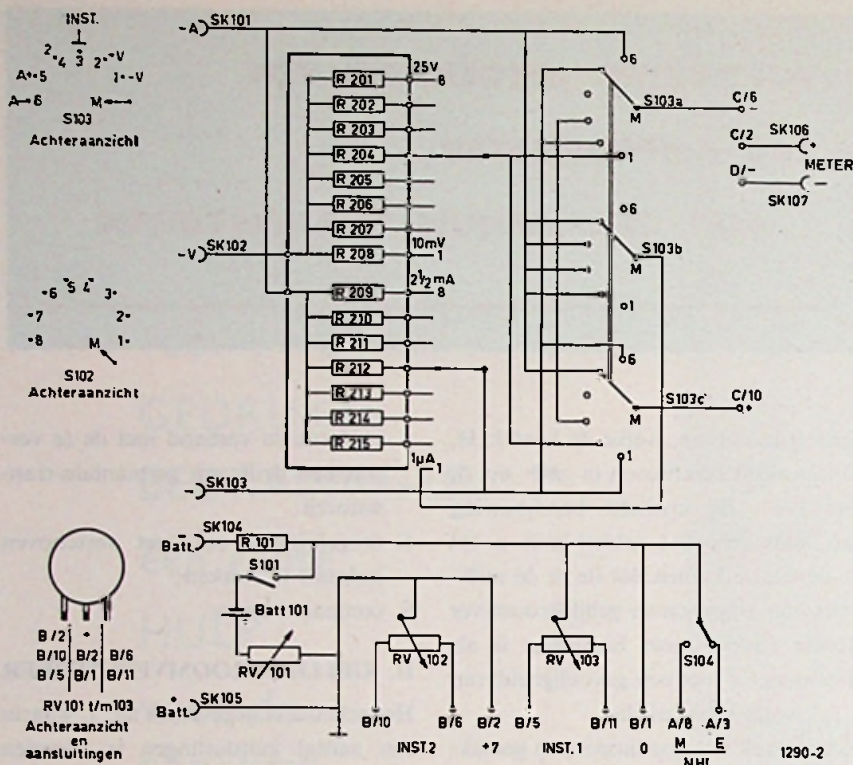 INST.
2 4 3 2 +V
A+ 5 1 -V
A- 6 M
S103
Achteraanzicht
-A SK101
25V
8
R 201
R 202
R 203
R 204
R 205
R 206
R 207
R 208
10mV
1
-V SK102
2½mA
8
R 209
R 210
R 211
R 212
R 213
R 214
R 215
1µA
1
- SK103
6
S103a
M
1
C/6
-
C/2 SK106
+
METER
D/-
-
SK107
6
S103b
M
1
6
S103c
M
1
C/10
+
6 5 4 3
7 2
8 M 1
S102
Achteraanzicht
SK104
-
Batt.
R 101
S101
Batt 101
RV 101
SK105
+
Batt
B/2 +
B/10 B/2 B/6
B/5 B/1 B/11
RV 101 t/m103
Achteraanzicht
en
aansluitingen
RV 102
RV 103
S104
B/10 B/6 B/2 B/5 B/11 B/1 A/8 A/3
INST.2 +7 INST.1 0 M E
NHI
1290-2